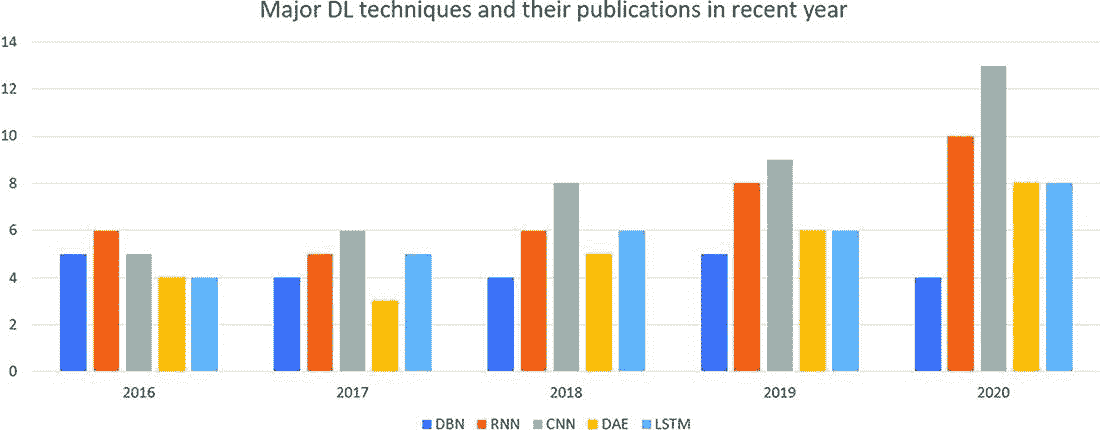 Major DL techniques and their publications in recent year
14
12
10
8
6
4
2
0
2016 2017 2018 2019 2020
DBN RNN CNN DAE LSTM